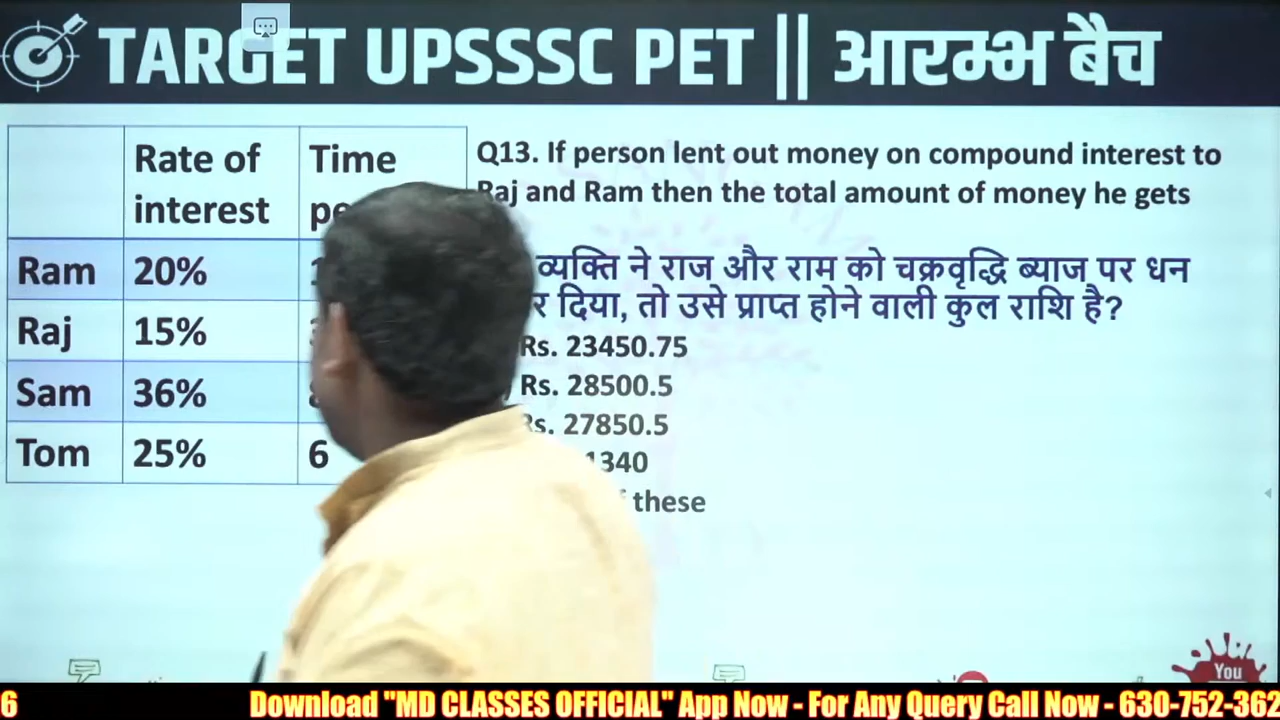 TARGET UPSSSC PET || आरम्भ बैच
Rate of interest
Time
Ram 20%
Raj 15%
Sam 36%
Tom 25% 6
Q13. If person lent out money on compound interest to
Raj and Ram then the total amount of money he gets
व्यक्ति ने राज और राम को चक्रवृद्धि ब्याज पर धन
दिया, तो उसे प्राप्त होने वाली कुल राशि है?
Rs. 23450.75
Rs. 28500.5
Rs. 27850.5
1340
these
You
6 Download "MD CLASSES OFFICIAL" App Now - For Any Query Call Now - 630-752-362